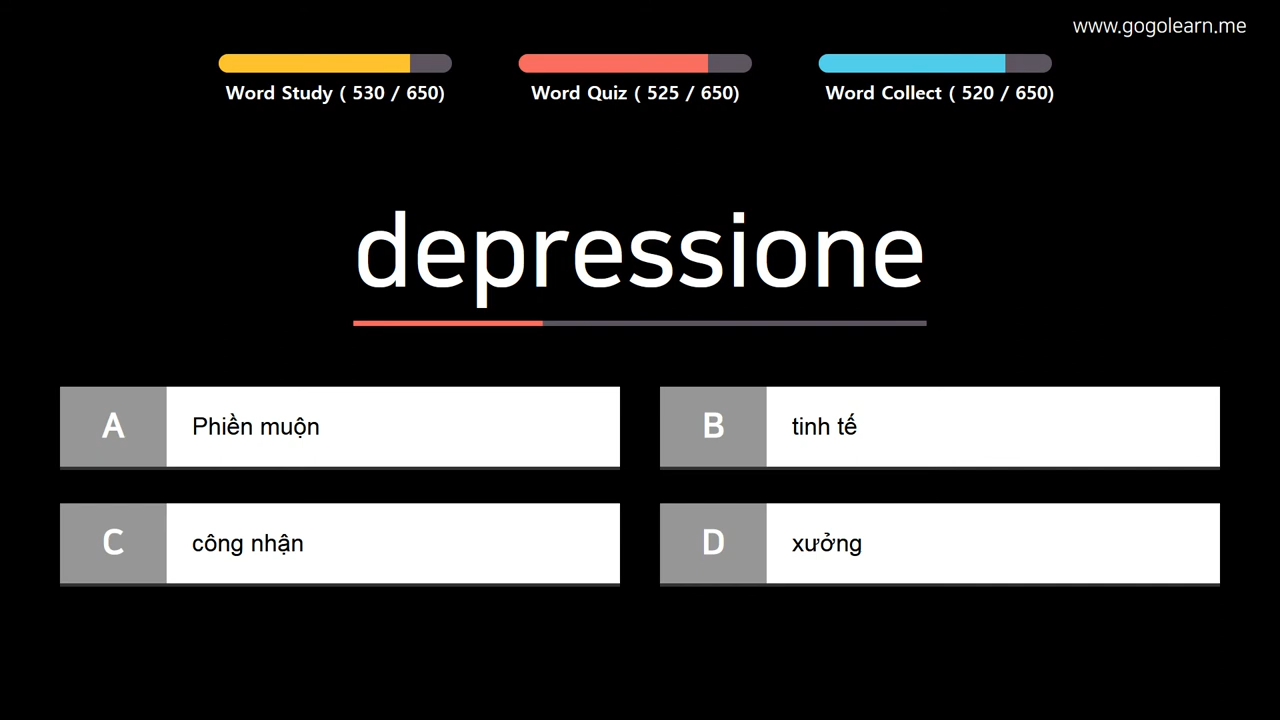 www.gogolearn.me
Word Study ( 530 / 650)
Word Quiz ( 525 / 650)
Word Collect ( 520 / 650)
depressione
A
Phiền muộn
B
tinh tế
C
công nhận
D
xưởng